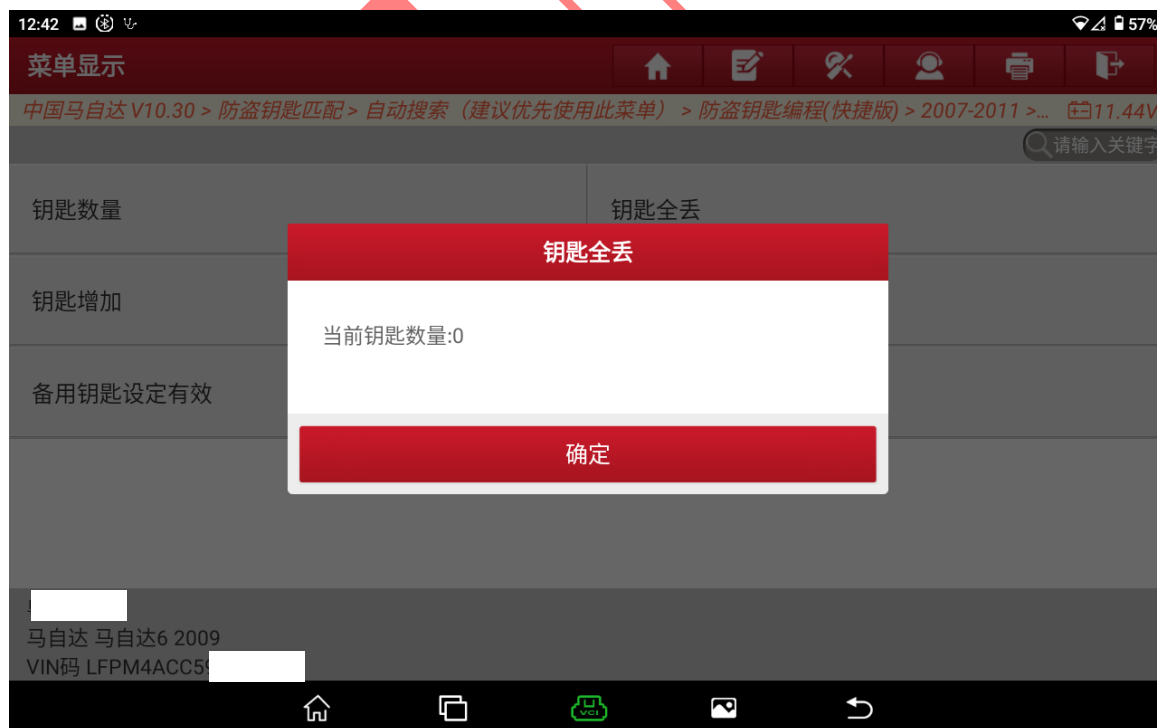 12:42
57%
菜单显示
中国马自达 V10.30 > 防盗钥匙匹配 > 自动搜索（建议优先使用此菜单） > 防盗钥匙编程(快捷版) > 2007-2011 >... 11.44V
请输入关键字
钥匙数量
钥匙全丢
钥匙全丢
钥匙增加
当前钥匙数量:0
备用钥匙设定有效
确定
马自达 马自达6 2009
VIN码 LFPM4ACC5
VCI